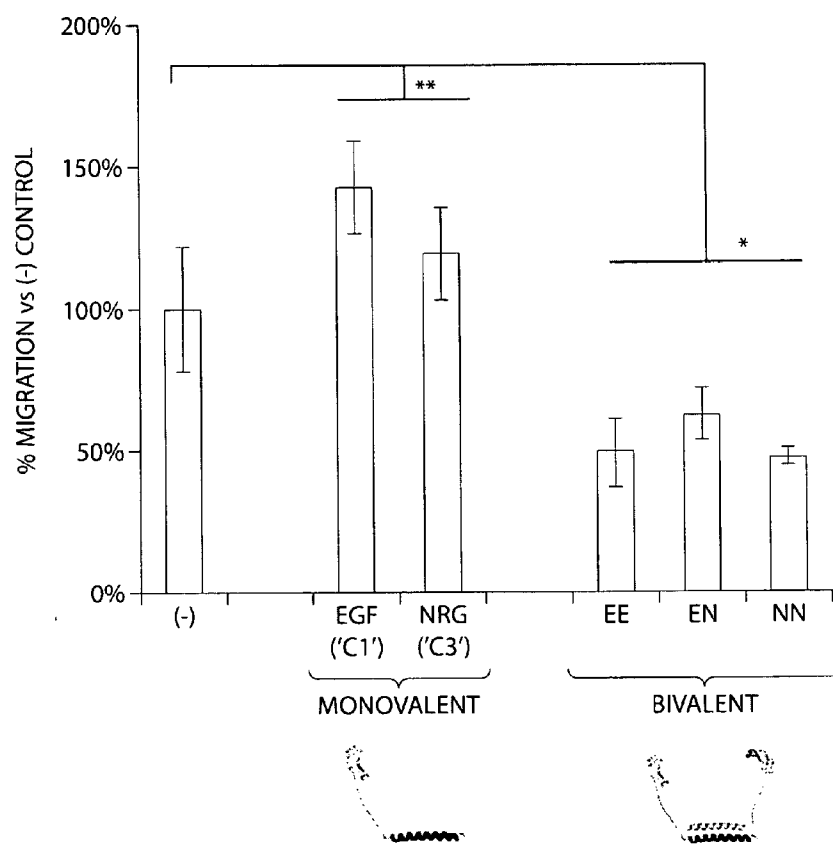 200%
**
150%
*
100%
50%
0%
% MIGRATION vs (-) CONTROL
(-)
EGF
('C1')
NRG
('C3')
EE
EN
NN
MONOVALENT
BIVALENT